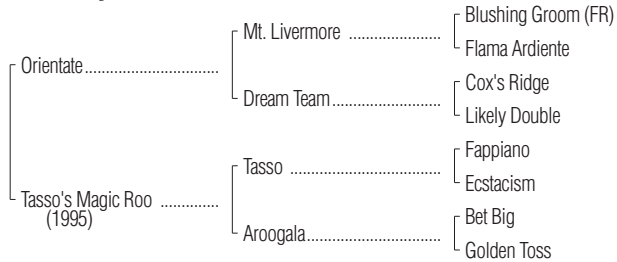 Blushing Groom (FR)
Mt. Livermore ....................
Flama Ardiente
Orientate..............................
Cox's Ridge
Dream Team........................
Likely Double
Fappiano
Tasso ...............................
Ecstacism
Tasso's Magic Roo .............
(1995)
Bet Big
Aroogala..............................
Golden Toss